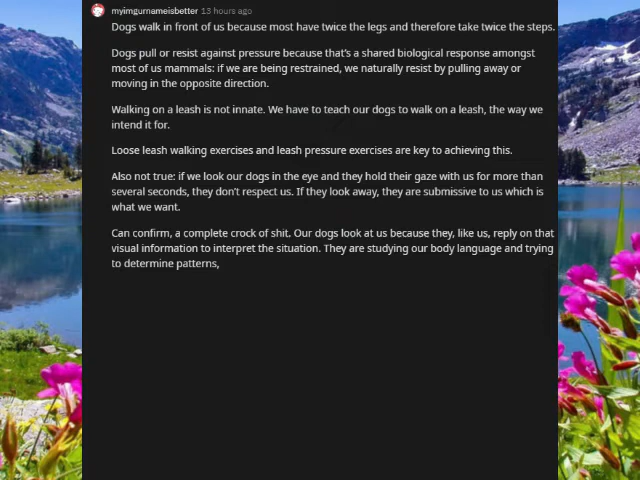 myimgurnameisbetter 13 hours ago
Dogs walk in front of us because most have twice the legs and therefore take twice the steps.
Dogs pull or resist against pressure because that's a shared biological response amongst
most of us mammals: if we are being restrained, we naturally resist by pulling away or
moving in the opposite direction.
Walking on a leash is not innate. We have to teach our dogs to walk on a leash, the way we
intend it for.
Loose leash walking exercises and leash pressure exercises are key to achieving this.
Also not true: if we look our dogs in the eye and they hold their gaze with us for more than
several seconds, they don't respect us. If they look away, they are submissive to us which is
what we want.
Can confirm, a complete crock of shit. Our dogs look at us because they, like us, reply on that
visual information to interpret the situation. They are studying our body language and trying
to determine patterns,